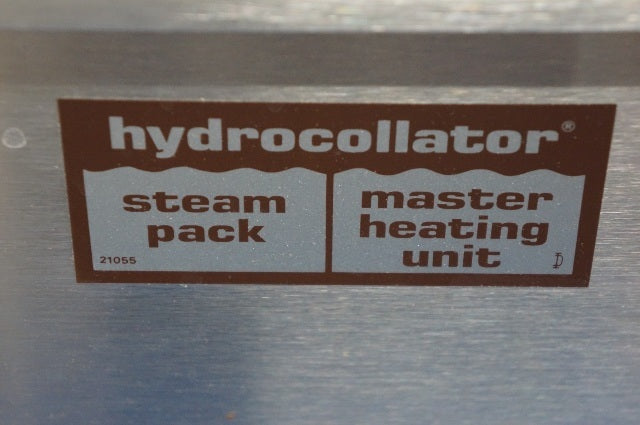 hydrocollator®
steam
pack
21055
master
heating
unit